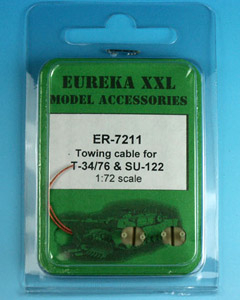 EUREKA XXL
MODEL ACCESSORIES
ER-7211
Towing cable for
T-34/76 & SU-122
1:72 scale